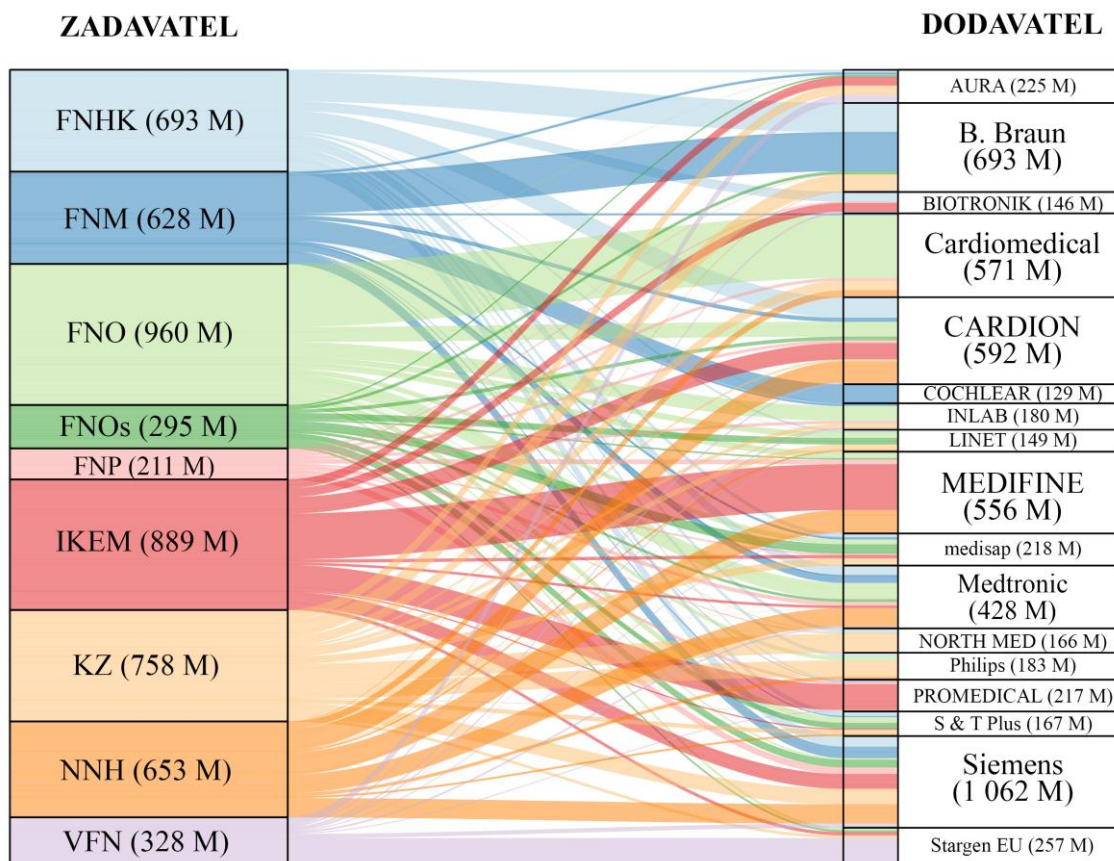 ZADAVATEL
FNHK (693 M)
FNM (628 M)
FNO (960 M)
FNOs (295 M)
FNP (211 M)
IKEM (889 M)
KZ (758 M)
NNH (653 M)
VFN (328 M)
DODAVATEL
AURA (225 M)
B. Braun
(693 M)
BIOTRONIK (146 M)
Cardiomedical
(571 M)
CARDION
(592 M)
COCHLEAR (129 M)
INLAB (180 M)
LINET (149 M)
MEDIFINE
(556 M)
medisap (218 M)
Medtronic
(428 M)
NORTH MED (166 M)
Philips (183 M)
PROMEDICAL (217 M)
S & T Plus (167 M)
Siemens
(1 062 M)
Stargen EU (257 M)